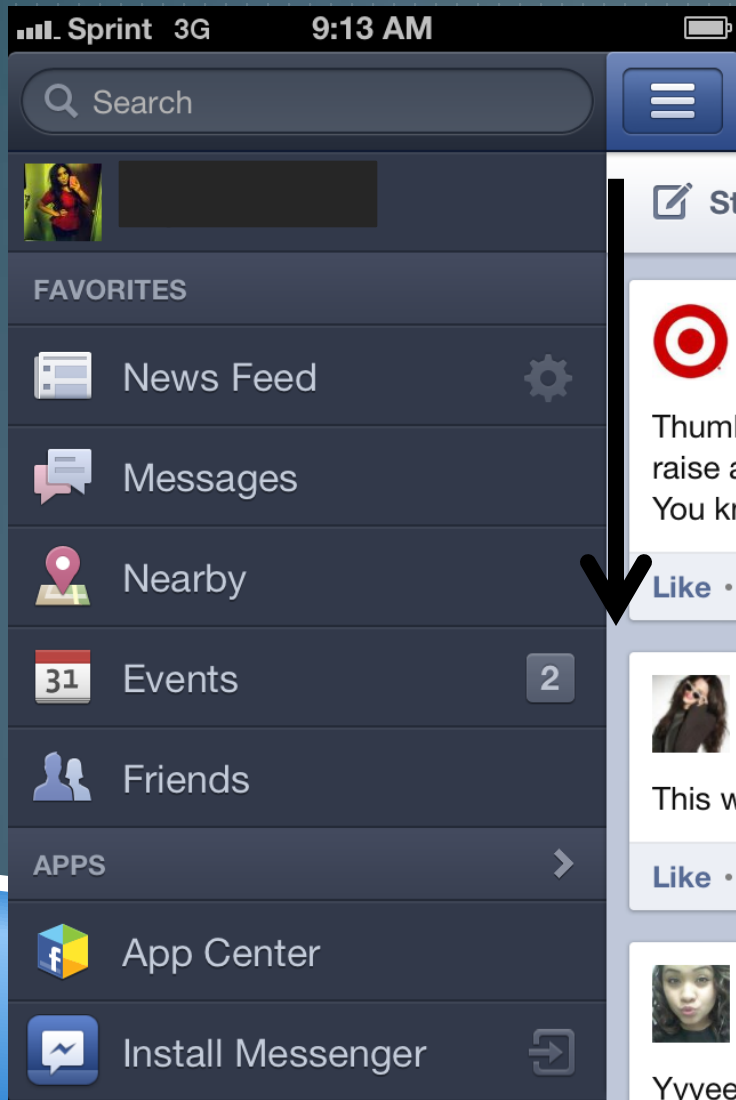 Sprint 3G 9:13 AM
Search
FAVORITES
News Feed
Messages
Nearby
31 Events 2
Friends
APPS
f App Center
Install Messenger
raise
You
Like •
This
Like •